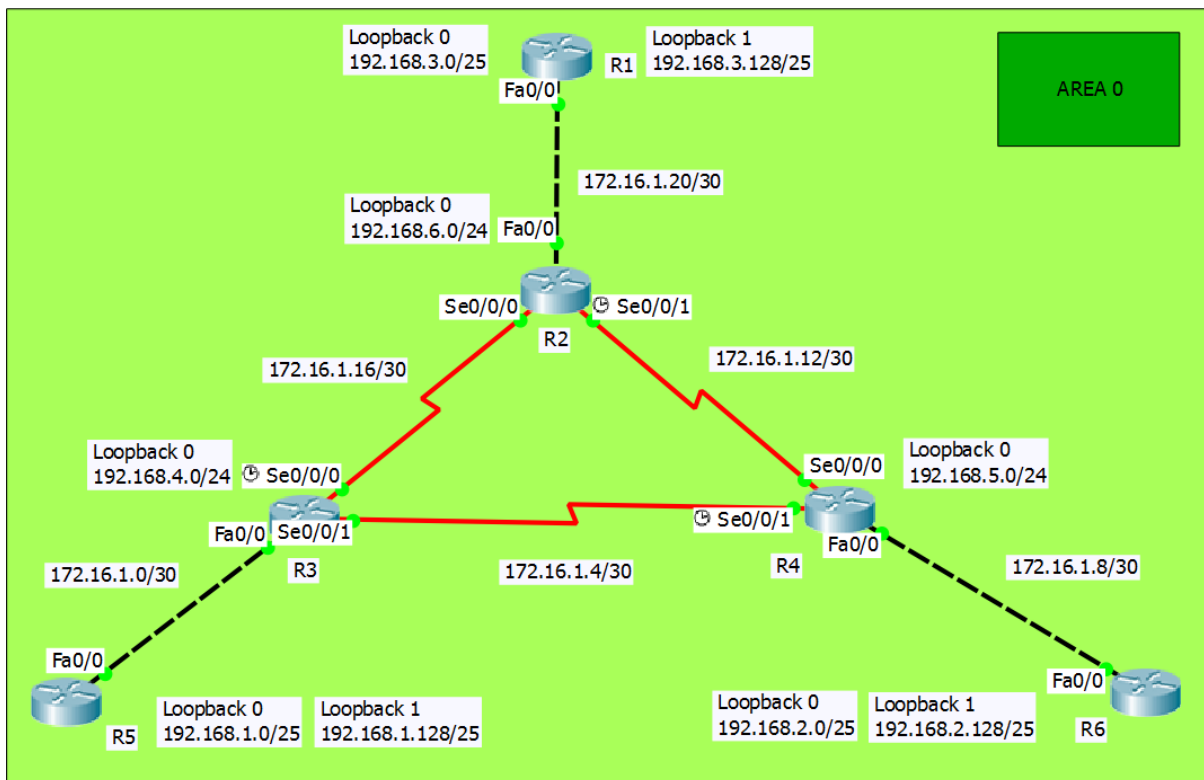 Loopback 0
192.168.3.0/25
R1
Loopback 1
192.168.3.128/25
Fa0/0
AREA 0
172.16.1.20/30
Loopback 0
192.168.6.0/24
Fa0/0
Se0/0/0
Se0/0/1
R2
172.16.1.16/30
172.16.1.12/30
Loopback 0
192.168.4.0/24
Se0/0/0
Se0/0/0
Loopback 0
192.168.5.0/24
Fa0/0
Se0/0/1
R3
Se0/0/1
R4
Fa0/0
172.16.1.0/30
172.16.1.4/30
172.16.1.8/30
Fa0/0
R5
Loopback 0
192.168.1.0/25
Loopback 1
192.168.1.128/25
Loopback 0
192.168.2.0/25
Loopback 1
192.168.2.128/25
Fa0/0
R6